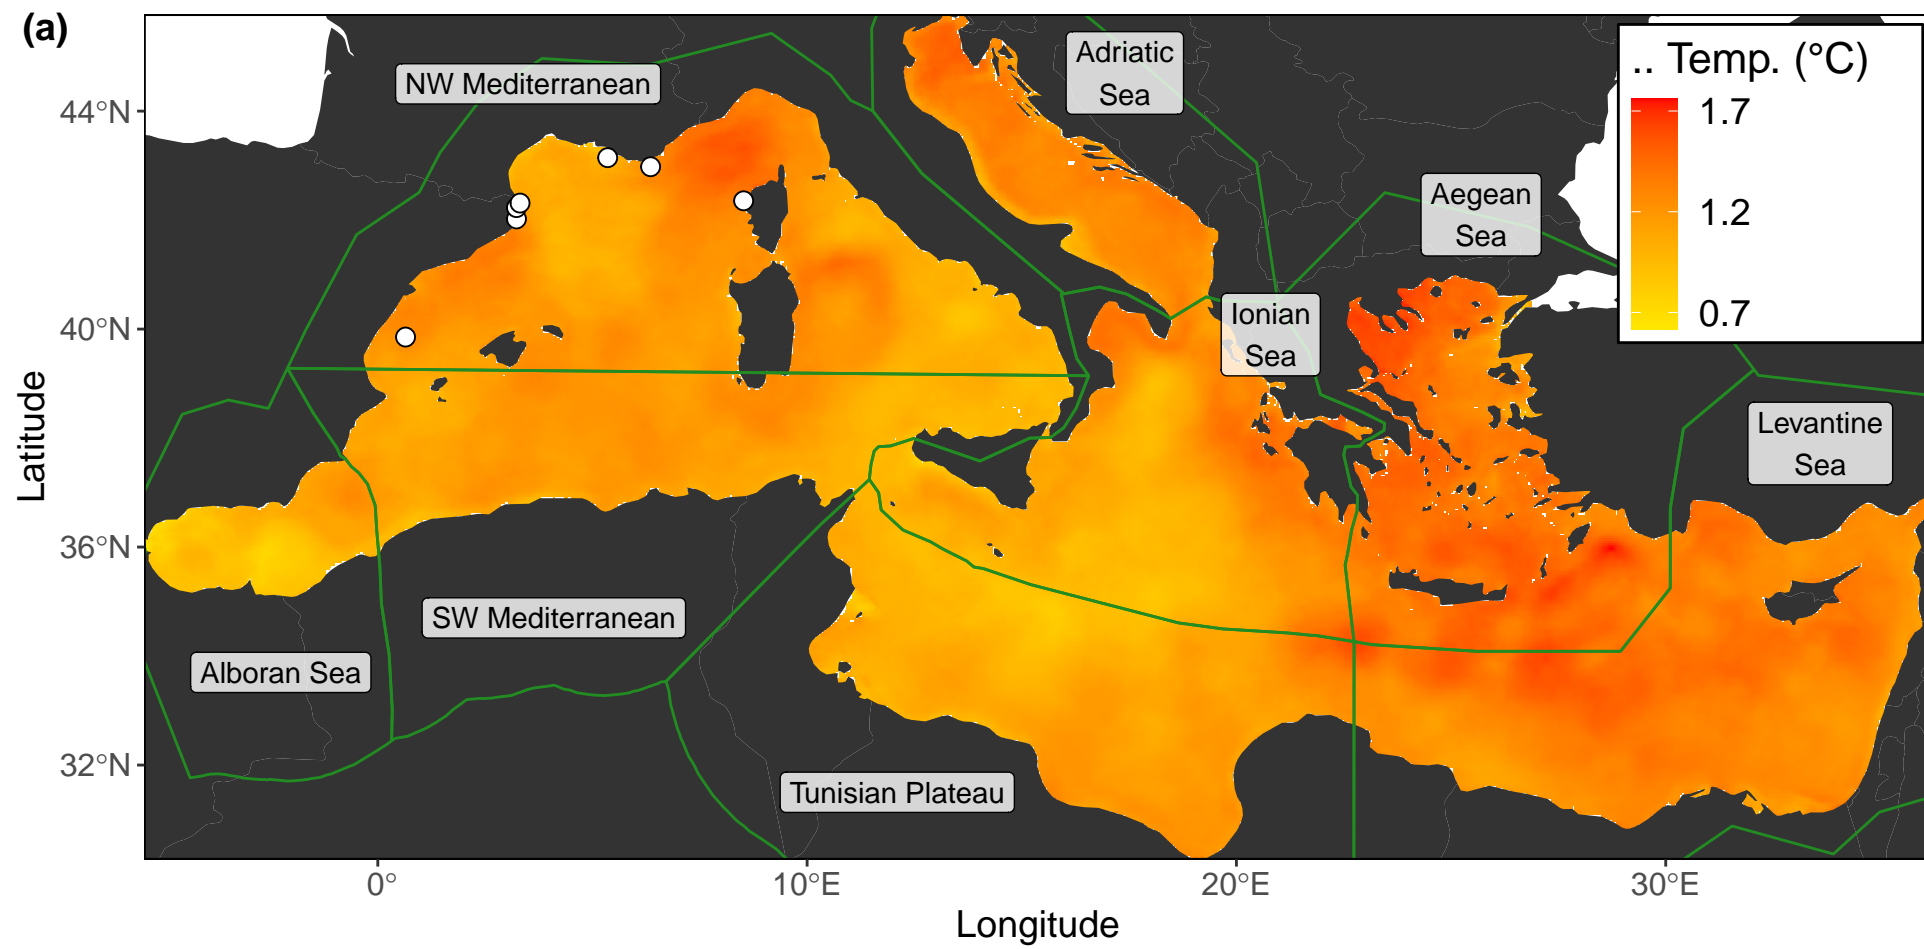 (a)
NW Mediterranean
Adriatic
Sea
.. Temp. (°C)
1.7
1.2
0.7
44°N
40°N
36°N
32°N
Latitude
Aegean
Sea
Ionian
Sea
Levantine
Sea
SW Mediterranean
Alboran Sea
Tunisian Plateau
0°
10°E
20°E
30°E
Longitude